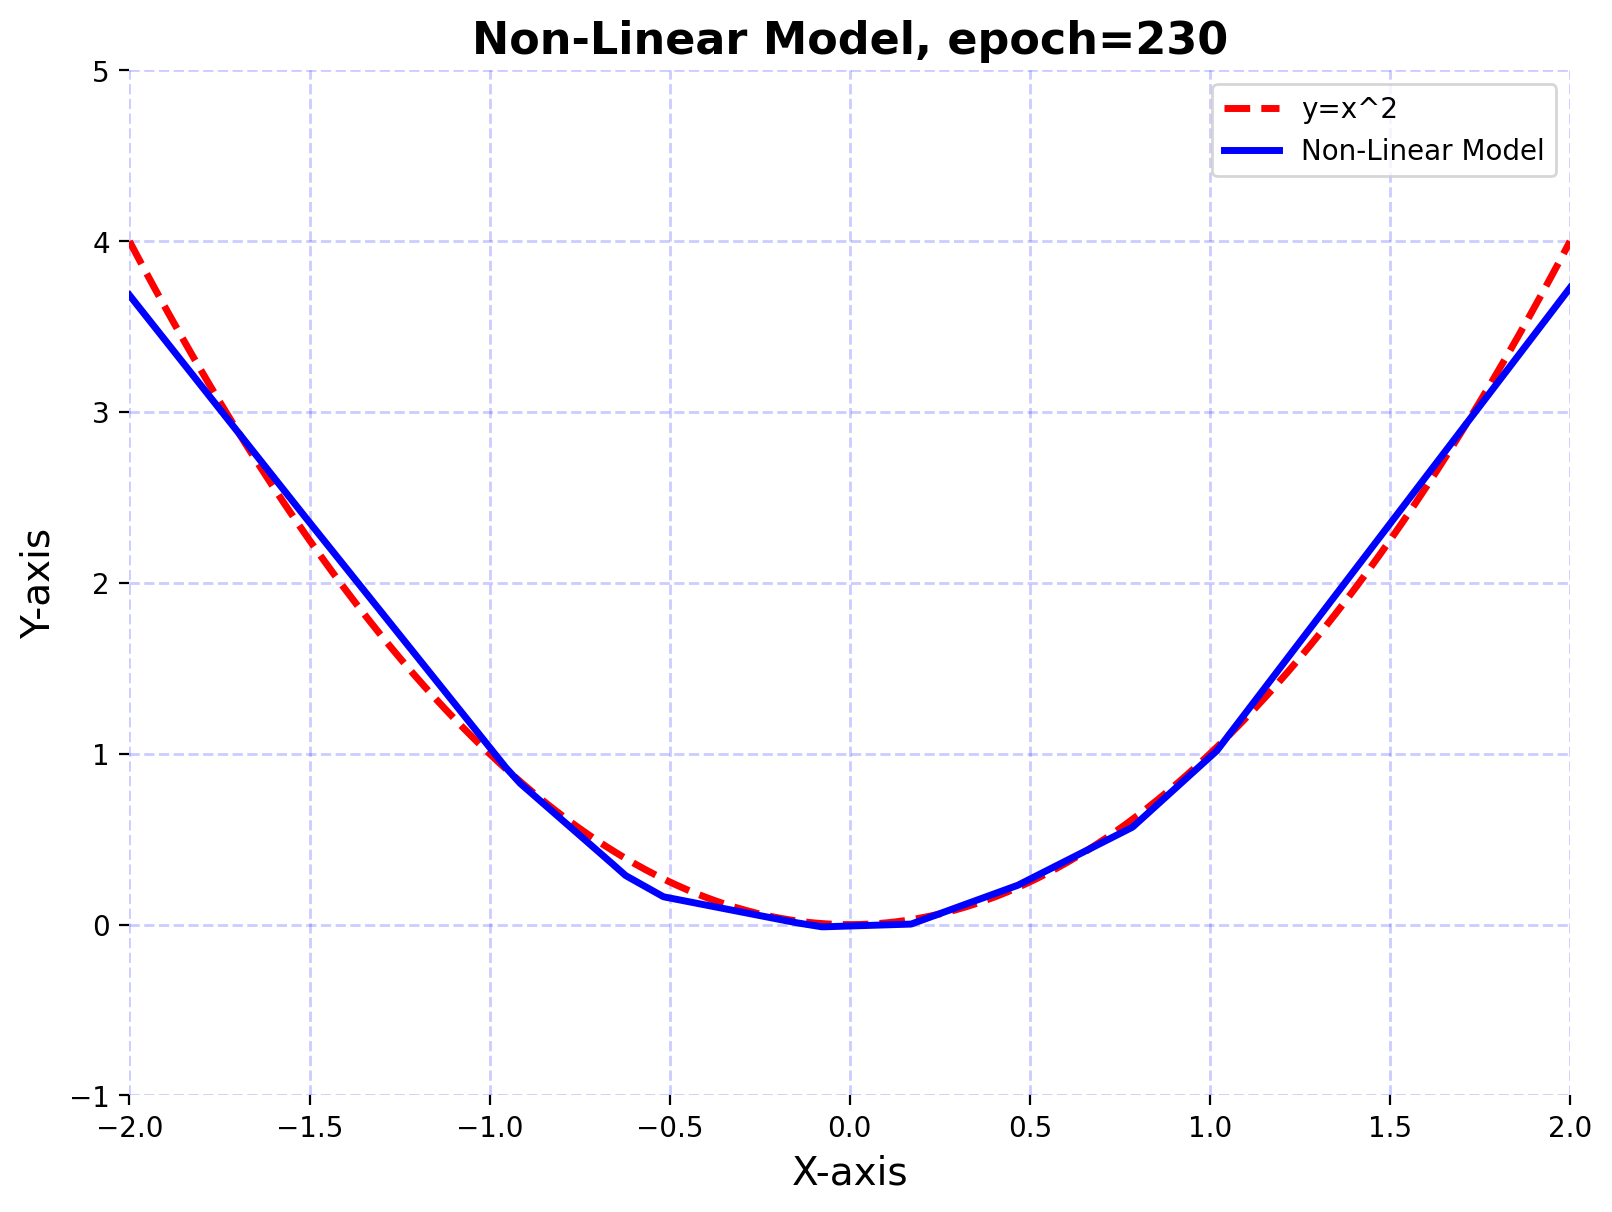 Non-Linear Model, epoch=230
y=x^2
Non-Linear Model
5
4
3
2
1
0
−1
Y-axis
−2.0 −1.5 −1.0 −0.5 0.0 0.5 1.0 1.5 2.0
X-axis